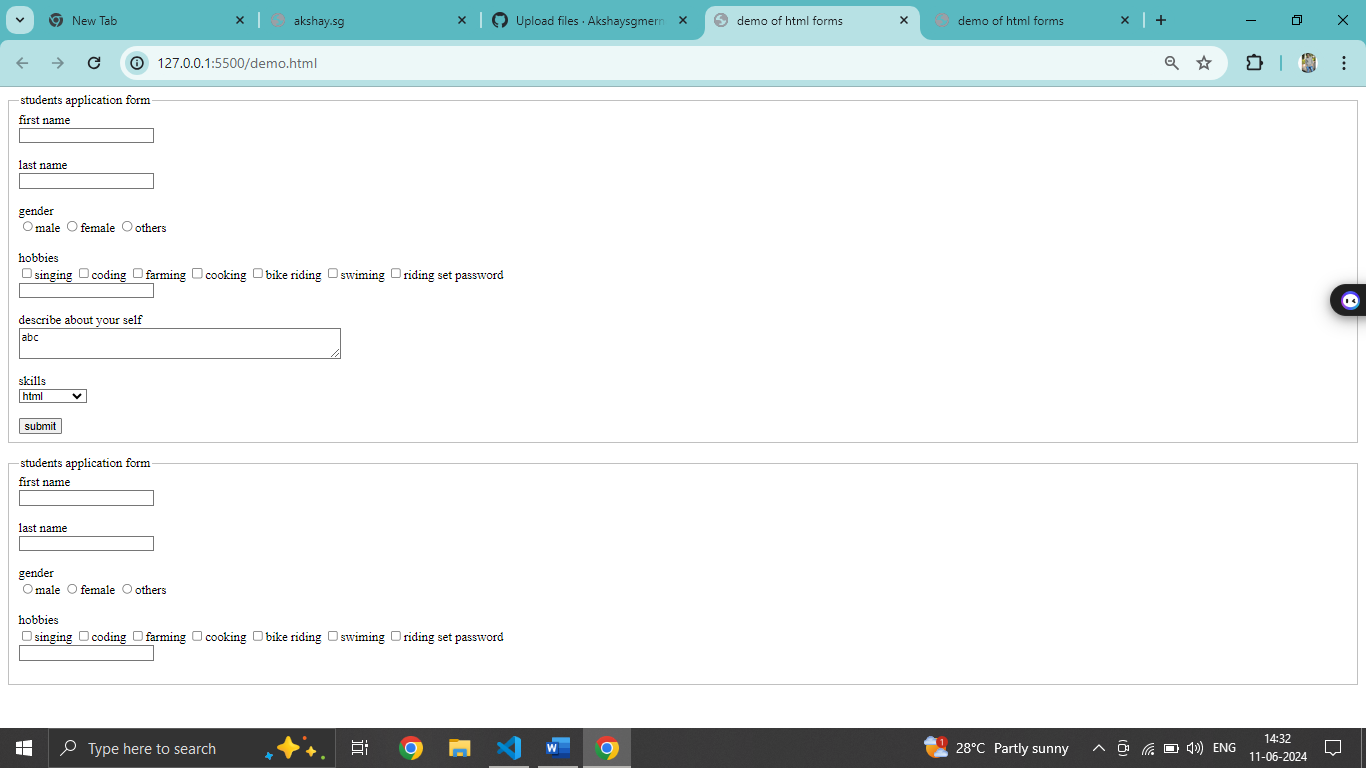 New Tab
akshay.sg
Upload files · Akshaysgmern
demo of html forms
demo of html forms
127.0.0.1:5500/demo.html
students application form
first name
last name
gender
male female others
hobbies
singing coding farming cooking bike riding swiming riding set password
describe about your self
abc
skills
html
submit
students application form
first name
last name
gender
male female others
hobbies
singing coding farming cooking bike riding swiming riding set password
Type here to search
1
28°C Partly sunny
ENG
14:32
11-06-2024